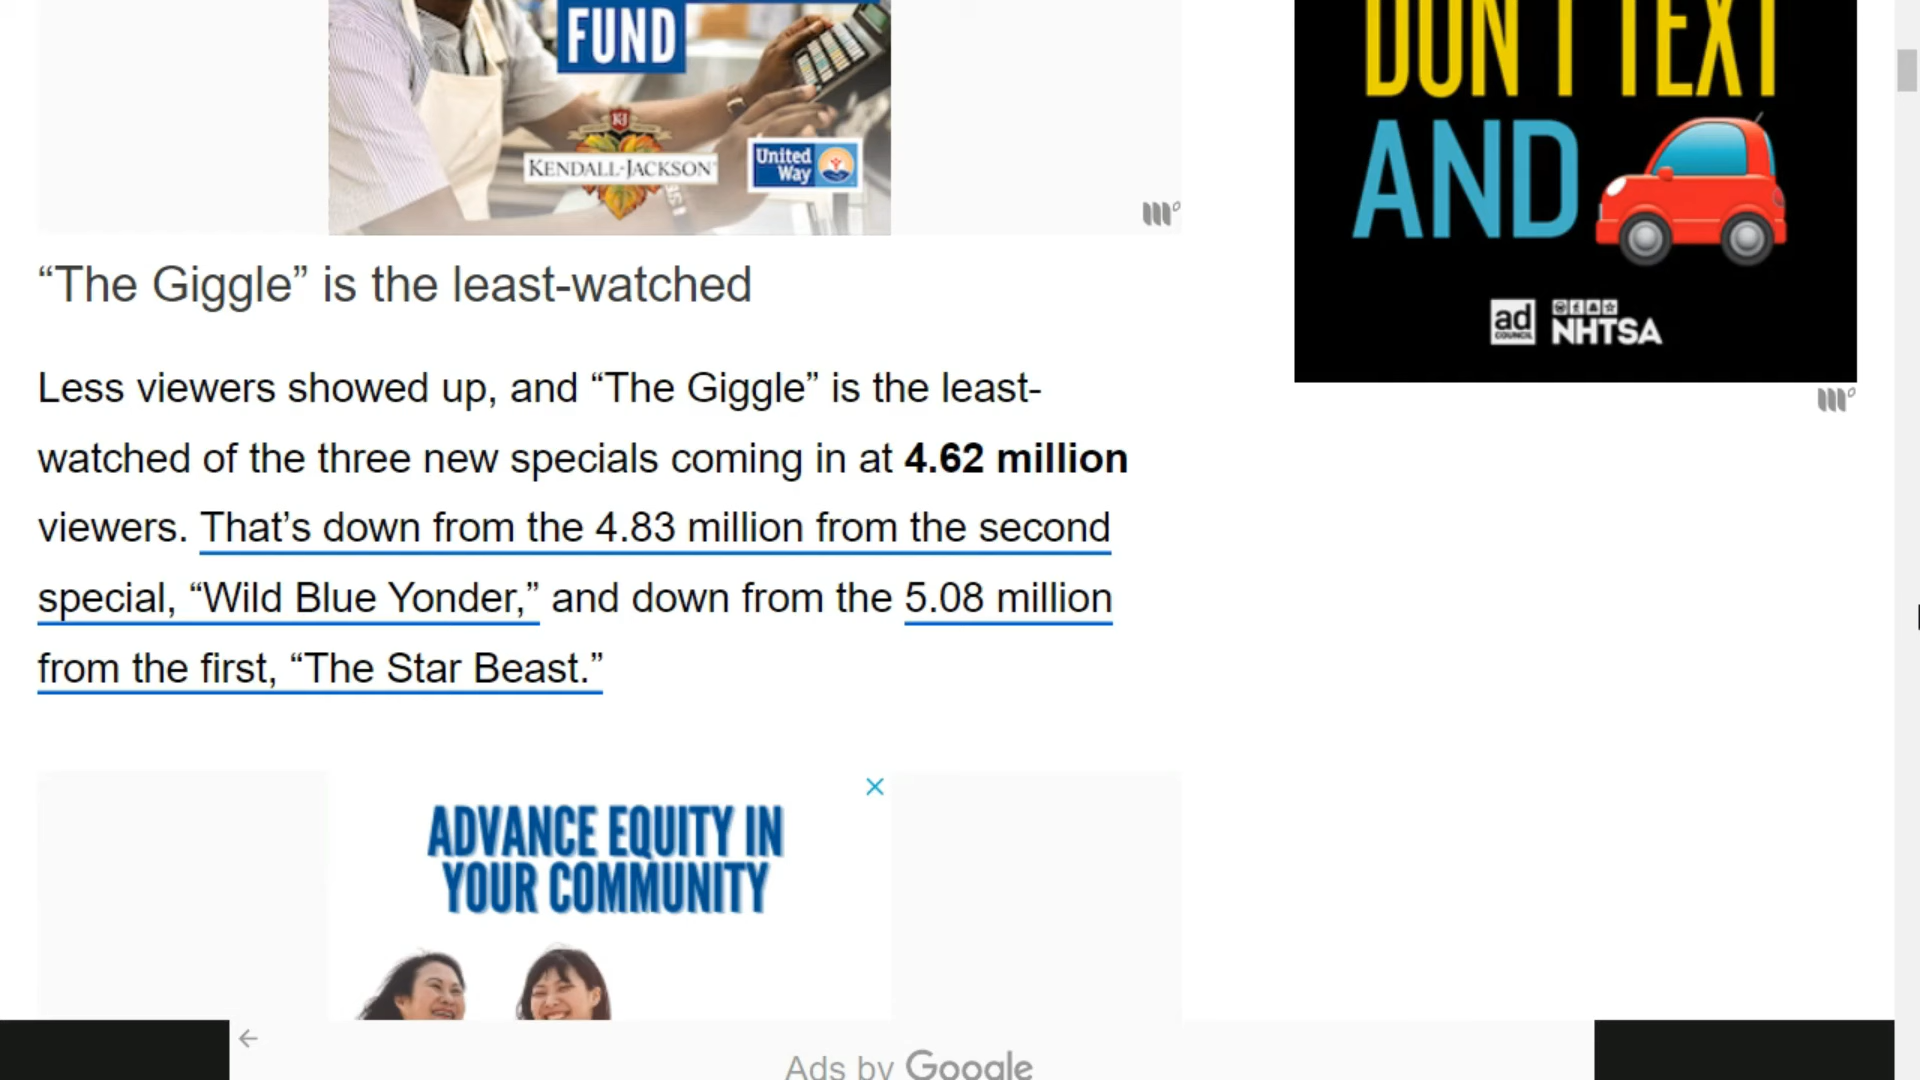 FUND
KENDALL-JACKSON
United
Way
DON'T TEXT
AND
ad
COUNCIL
NHTSA
“The Giggle” is the least-watched
Less viewers showed up, and “The Giggle” is the least-
watched of the three new specials coming in at 4.62 million
viewers. That’s down from the 4.83 million from the second
special, “Wild Blue Yonder,” and down from the 5.08 million
from the first, “The Star Beast.”
ADVANCE EQUITY IN
YOUR COMMUNITY
Ads by Google